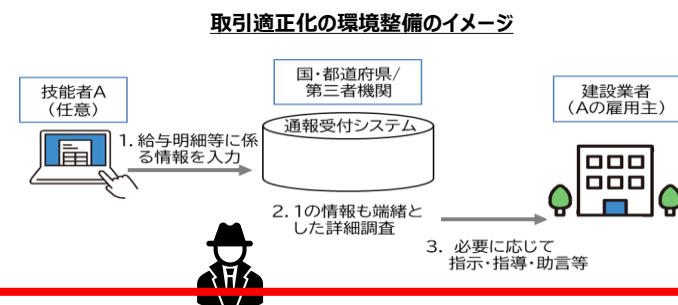 取引適正化の環境整備のイメージ
技能者A
(任意)
国・都道府県/
第三者機関
建設業者
(Aの雇用主)
通報受付システム
1. 給与明細等に係
る情報を入力
2. 1の情報も端緒と
した詳細調査
3. 必要に応じて
指示・指導・助言等